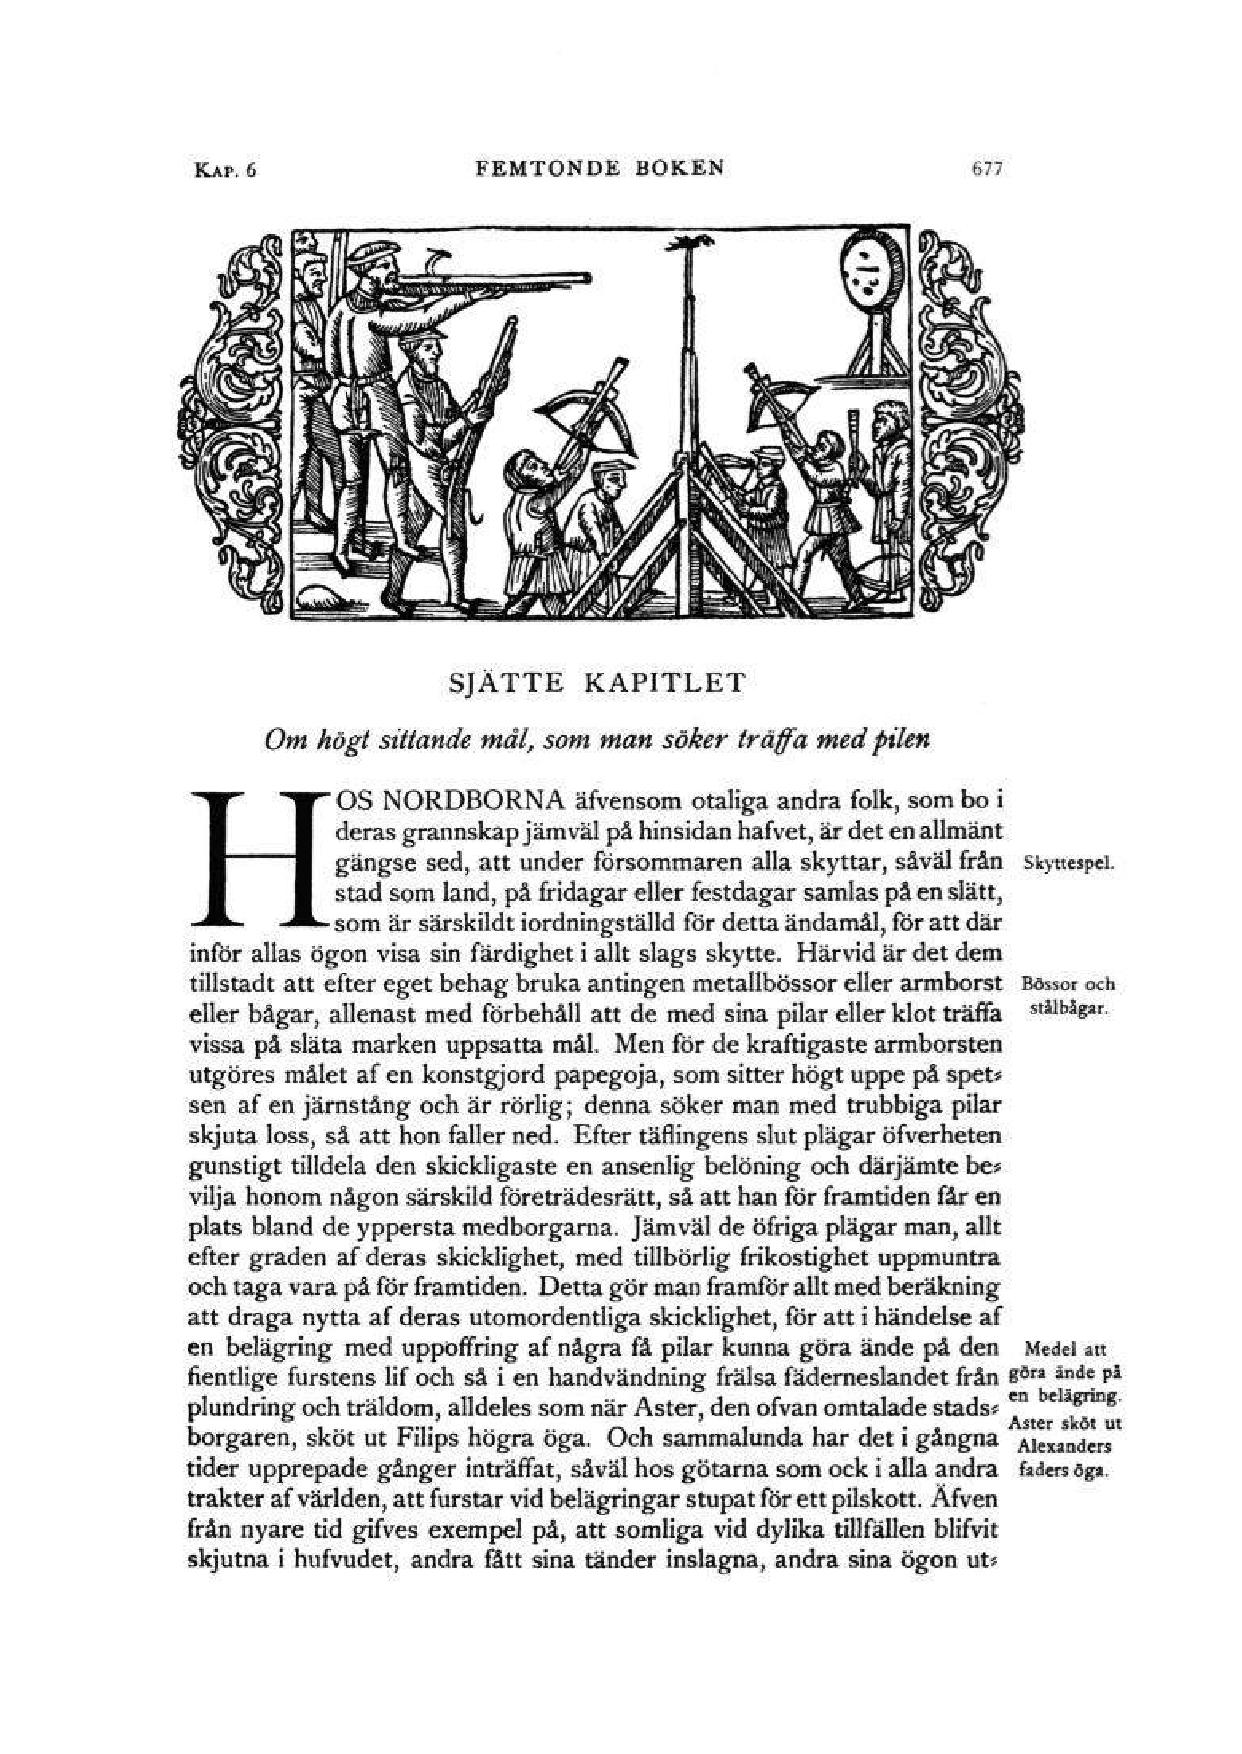 KAP. 6
FEMTONDE BOKEN
677
SJÄTTE KAPITLET
Om högt sittande mål, som man söker träffa med pilen
HOS NORDBORNA äfvensom otaliga andra folk, som bo i
deras grannskap jämväl på hinsidan hafvet, är det en allmänt
gängse sed, att under försommaren alla skyttar, såväl från
Skyttespel.
stad som land, på fridagar eller festdagar samlas på en slätt,
som är särskildt iordningställd för detta ändamål, för att där
inför allas ögon visa sin färdighet i allt slags skytte. Härvid är det dem
tillstadt att efter eget behag bruka antingen metallbössor eller armborst
Bössor och
eller bågar, allenast med förbehåll att de med sina pilar eller klot träffa
stålbågar.
vissa på släta marken uppsatta mål. Men för de kraftigaste armborsten
utgöres målet af en konstgjord papegoja, som sitter högt uppe på spet⸗
sen af en järnstång och är rörlig; denna söker man med trubbiga pilar
skjuta loss, så att hon faller ned. Efter täflingens slut plägar öfverheten
gunstigt tilldela den skickligaste en ansenlig belöning och därjämte be⸗
vilja honom någon särskild företrädesrätt, så att han för framtiden får en
plats bland de yppersta medborgarna. Jämväl de öfriga plägar man, allt
efter graden af deras skicklighet, med tillbörlig frikostighet uppmuntra
och taga vara på för framtiden. Detta gör man framför allt med beräkning
att draga nytta af deras utomordentliga skicklighet, för att i händelse af
en belägring med uppoffring af några få pilar kunna göra ände på den
Medel att
fientlige furstens lif och så i en handvändning frälsa fäderneslandet från
göra ände på
plundring och träldom, alldeles som när Aster, den ofvan omtalade stads⸗
en belägring.
Aster sköt ut
borgaren, sköt ut Filips högra öga. Och sammalunda har det i gångna
Alexanders
tider upprepade gånger inträffat, såväl hos götarna som ock i alla andra
faders öga.
trakter af världen, att furstar vid belägringar stupat för ett pilskott. Äfven
från nyare tid gifves exempel på, att somliga vid dylika tillfällen blifvit
skjutna i hufvudet, andra fått sina tänder inslagna, andra sina ögon ut⸗